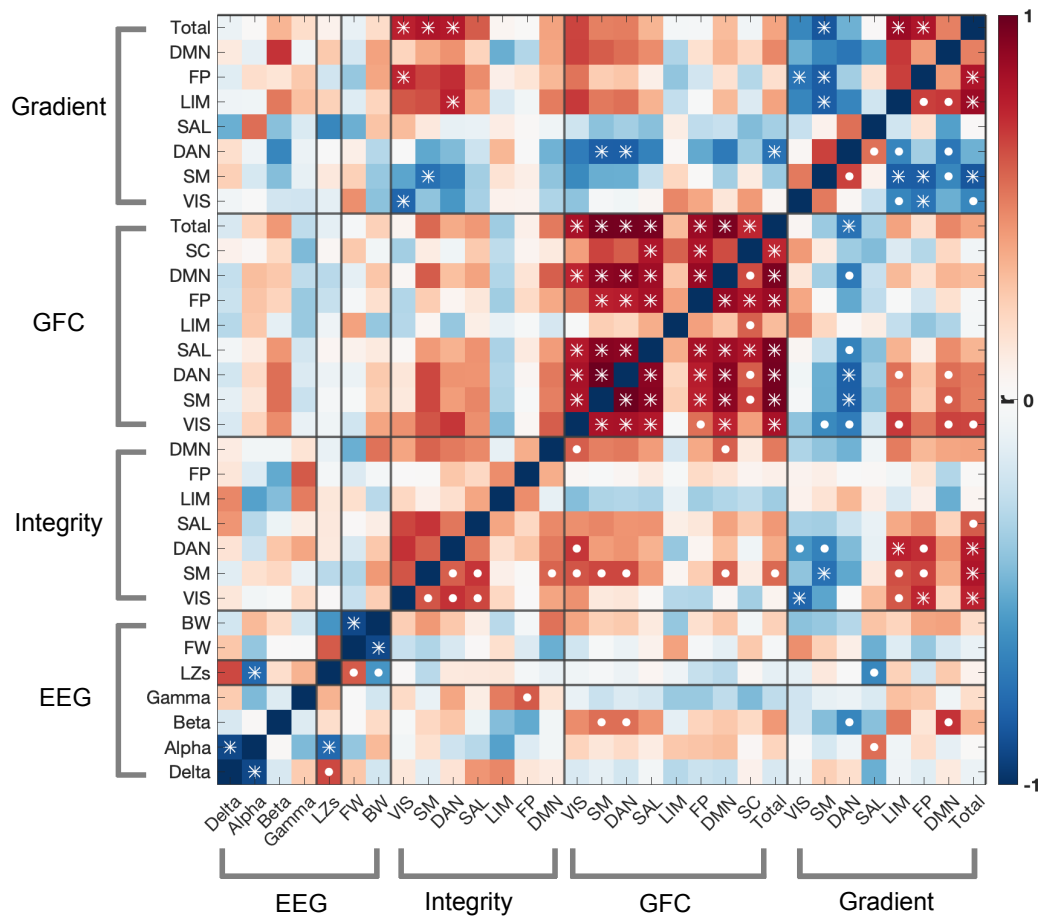 Gradient
GFC
Integrity
EEG
Total
DMN
FP
LIM
SAL
DAN
SM
VIS
Total
SC
DMN
FP
LIM
SAL
DAN
SM
VIS
DMN
FP
LIM
SAL
DAN
SM
VIS
BW
FW
LZs
Gamma
Beta
Alpha
Delta
1
r
0
-1
Delta
Alpha
Beta
Gamma
LZs
FW
BW
VIS
SM
DAN
SAL
LIM
FP
DMN
VIS
SM
DAN
SAL
LIM
FP
DMN
SC
Total
VIS
SM
DAN
SAL
LIM
FP
DMN
Total
EEG
Integrity
GFC
Gradient